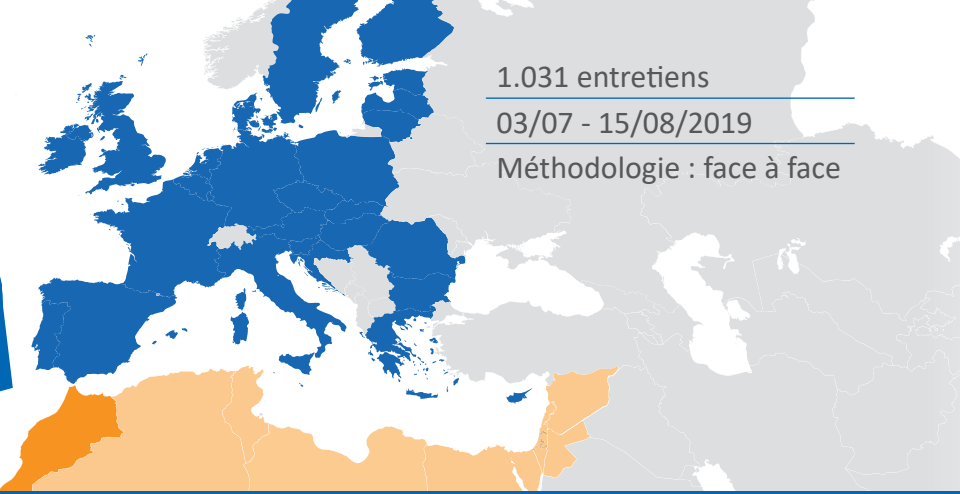 1.031 entretiens
03/07 - 15/08/2019
Méthodologie : face à face